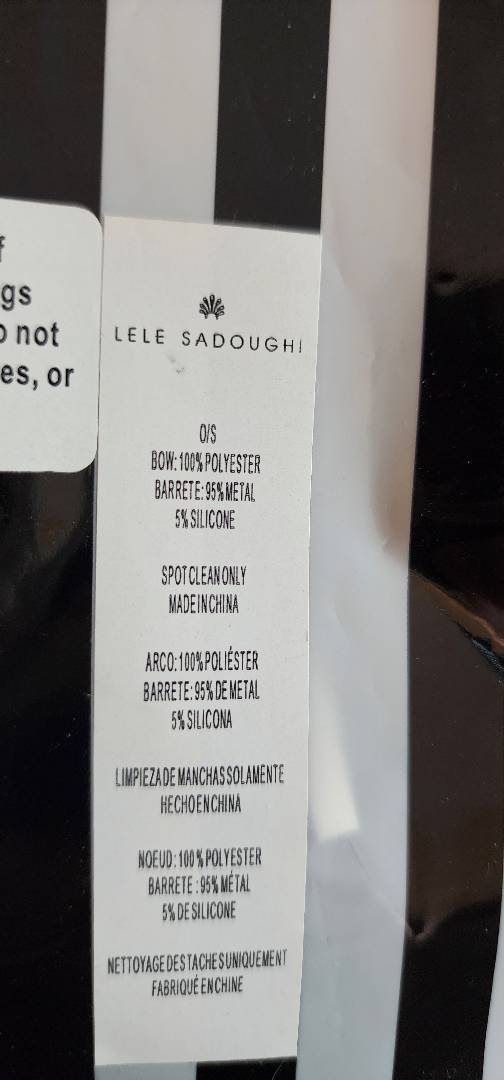 f
gs
o not
es, or
LELE SADOUGHI
O/S
BOW: 100% POLYESTER
BARRETE: 95% METAL
5% SILICONE
SPOT CLEAN ONLY
MADE IN CHINA
ARCO: 100% POLIÉSTER
BARRETE: 95% DE METAL
5% SILICONA
LIMPIEZA DE MANCHAS SOLAMENTE
HECHO EN CHINA
NOEUD: 100% POLYESTER
BARRETE : 95% MÉTAL
5% DE SILICONE
NETTOYAGE DES TACHES UNIQUEMENT
FABRIQUÉ EN CHINE